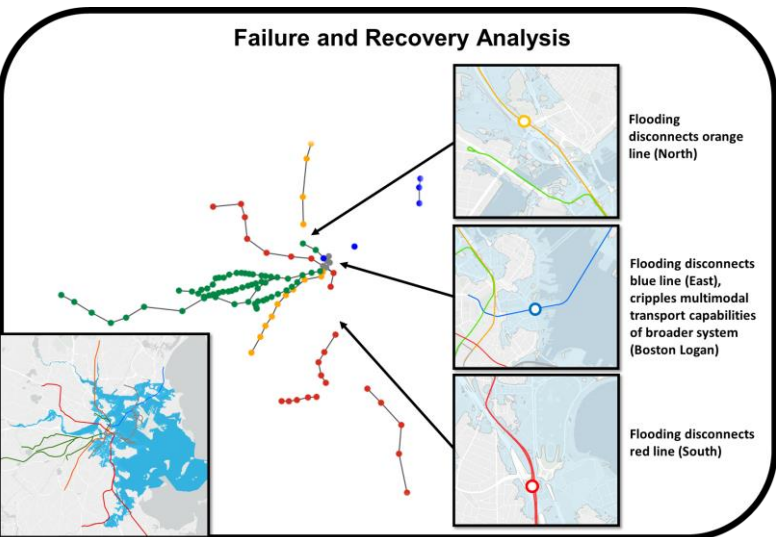 Failure and Recovery Analysis
Flooding
disconnects orange
line (North)
Flooding disconnects
blue line (East),
cripples multimodal
transport capabilities
of broader system
(Boston Logan)
Flooding disconnects
red line (South)